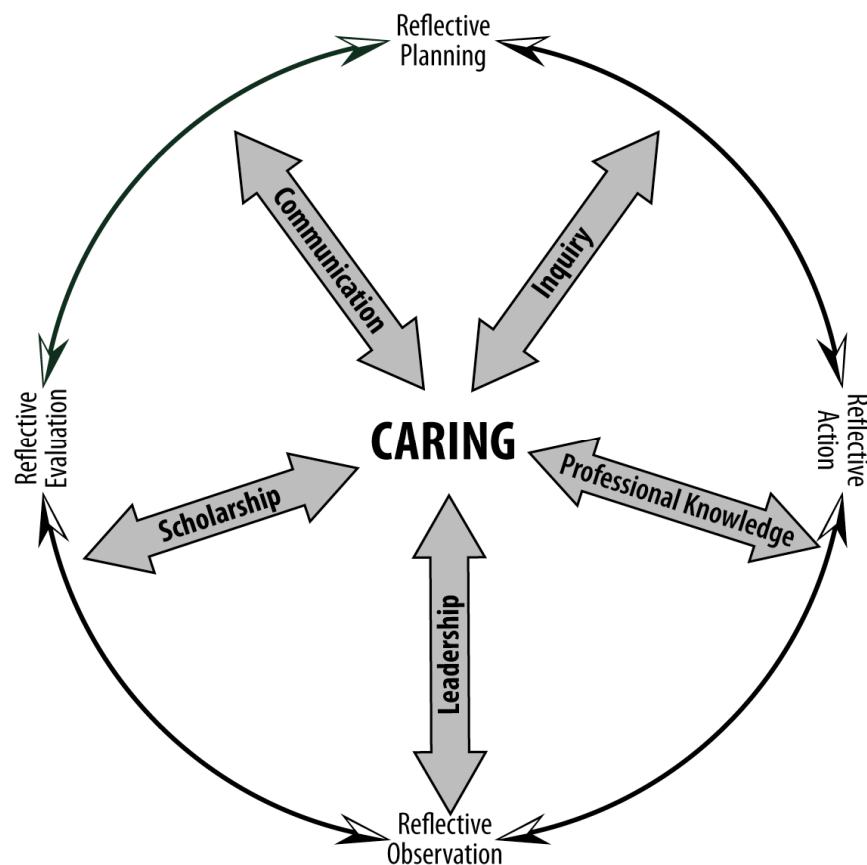 Reflective
Planning
Communication
Inquiry
Reflective
Evaluation
CARING
Reflective
Action
Scholarship
Professional Knowledge
Leadership
Reflective
Observation